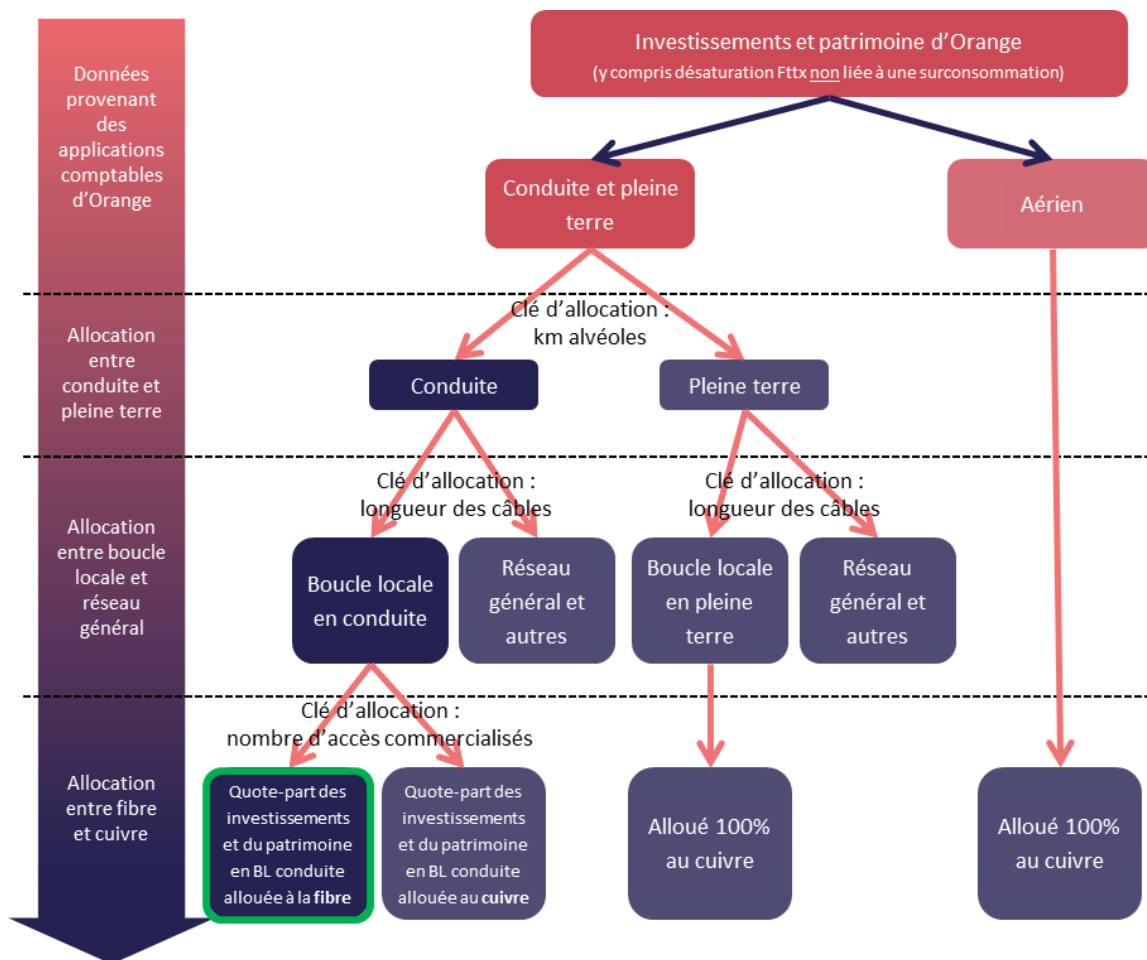 Investissements et patrimoine d'Orange
(y compris désaturation Fttx non liée à une surconsommation)
Données
provenant
des
applications
comptables
d'Orange
Conduite et pleine
terre
Aérien
Clé d'allocation :
km alvéoles
Allocation
entre
conduite et
pleine terre
Conduite
Pleine terre
Clé d'allocation :
longueur des câbles
Clé d'allocation :
longueur des câbles
Allocation
entre boucle
locale et
réseau
général
Boucle locale
en conduite
Réseau
général et
autres
Boucle locale
en pleine
terre
Réseau
général et
autres
Clé d'allocation :
nombre d'accès commercialisés
Allocation
entre fibre
et cuivre
Quote-part des
investissements
et du patrimoine
en BL conduite
allouée à la fibre
Quote-part des
investissements
et du patrimoine
en BL conduite
allouée au cuivre
Alloué 100%
au cuivre
Alloué 100%
au cuivre